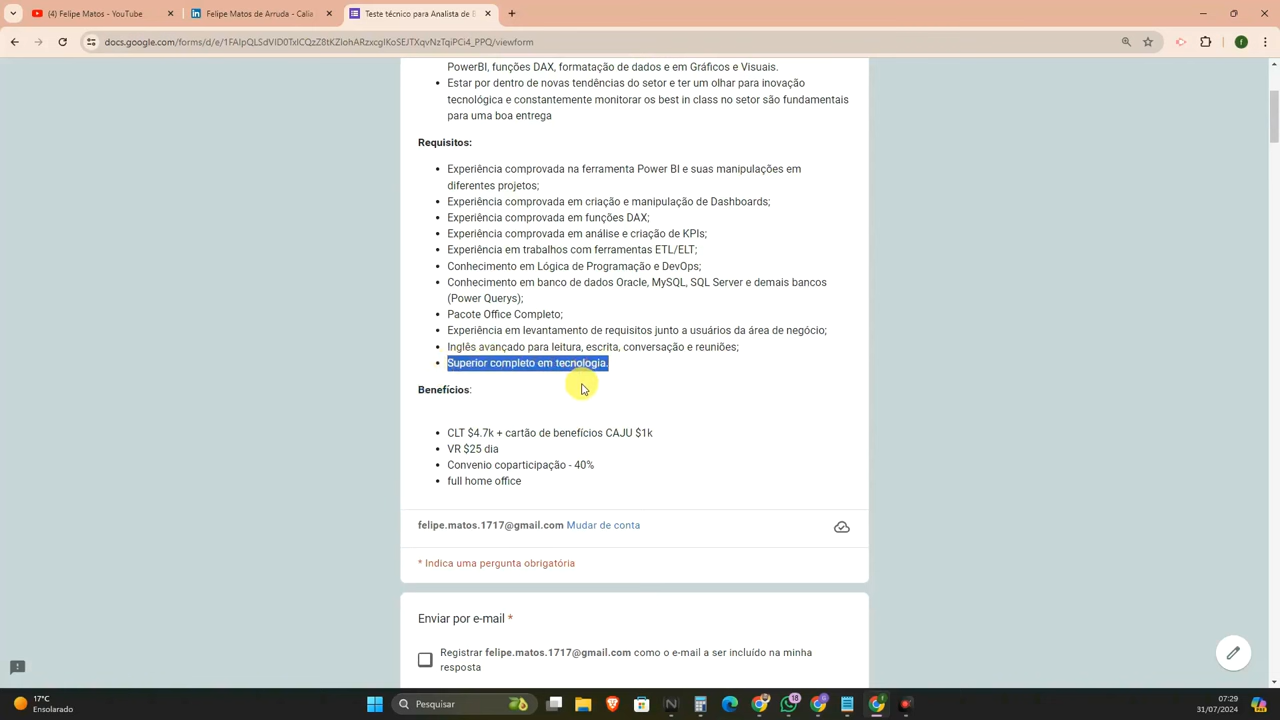 (4) Felipe Matos - YouTube
Felipe Matos de Arruda - Calie
Teste técnico para Analista de B
docs.google.com/forms/d/e/1FAIpQLSdVID0TxICQzZ8tKZIohARzxcgIKoSEJTXqvNzTqiPCi4_PPQ/viewform
f
PowerBI, funções DAX, formatação de dados e em Gráficos e Visuais.
Estar por dentro de novas tendências do setor e ter um olhar para inovação
tecnológica e constantemente monitorar os best in class no setor são fundamentais
para uma boa entrega
Requisitos:
Experiência comprovada na ferramenta Power BI e suas manipulações em
diferentes projetos;
Experiência comprovada em criação e manipulação de Dashboards;
Experiência comprovada em funções DAX;
Experiência comprovada em análise e criação de KPIs;
Experiência em trabalhos com ferramentas ETL/ELT;
Conhecimento em Lógica de Programação e DevOps;
Conhecimento em banco de dados Oracle, MySQL, SQL Server e demais bancos
(Power Querys);
Pacote Office Completo;
Experiência em levantamento de requisitos junto a usuários da área de negócio;
Inglês avançado para leitura, escrita, conversação e reuniões;
Superior completo em tecnologia.
Benefícios:
CLT $4.7k + cartão de benefícios CAJU $1k
VR $25 dia
Convenio coparticipação - 40%
full home office
felipe.matos.1717@gmail.com Mudar de conta
* Indica uma pergunta obrigatória
Enviar por e-mail *
Registrar felipe.matos.1717@gmail.com como o e-mail a ser incluído na minha
resposta
17°C
Ensolarado
Pesquisar
18
07:29
31/07/2024